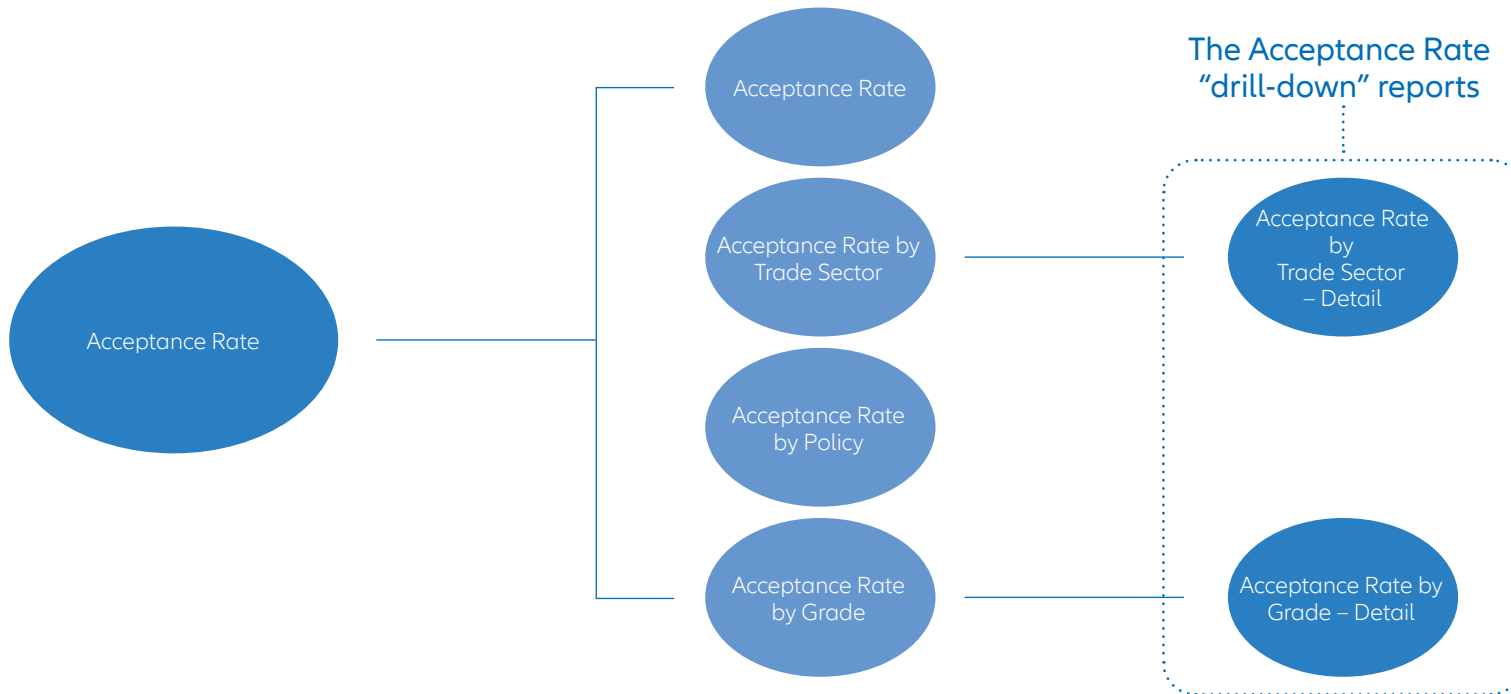 Acceptance Rate
Acceptance Rate
Acceptance Rate by
Trade Sector
Acceptance Rate
by Policy
Acceptance Rate
by Grade
The Acceptance Rate
“drill-down” reports
Acceptance Rate
by
Trade Sector
– Detail
Acceptance Rate by
Grade – Detail